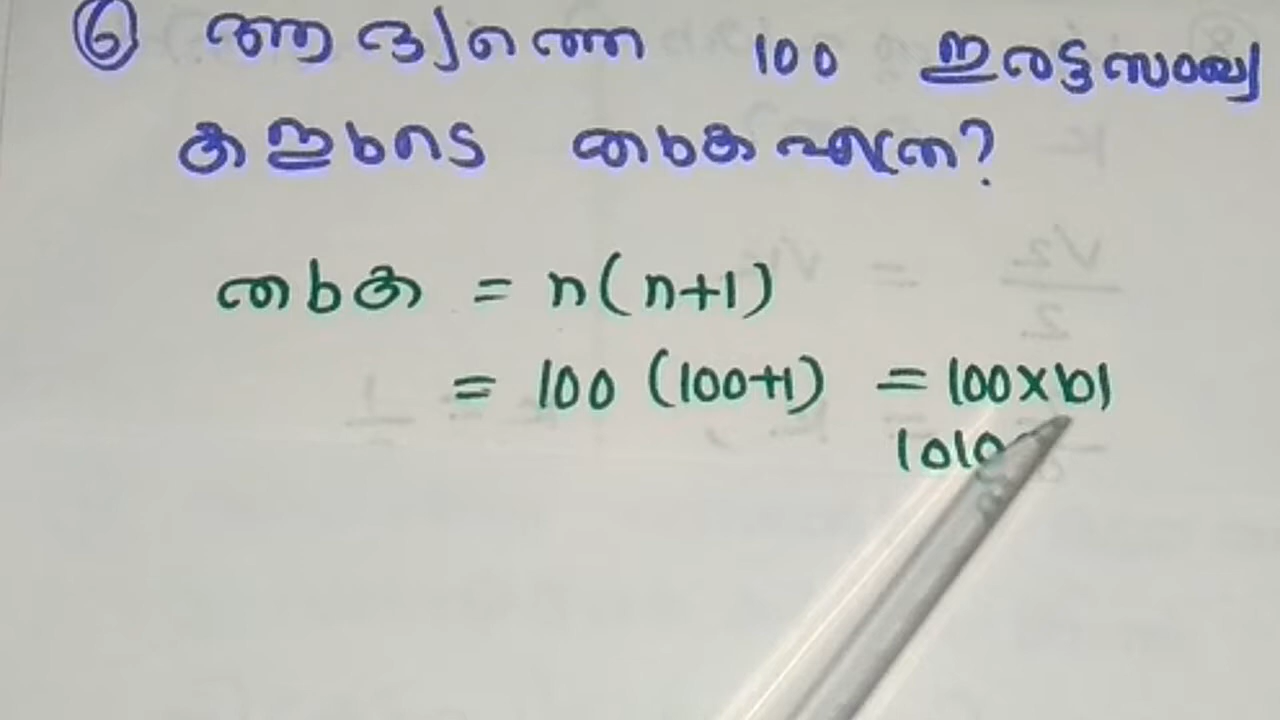 ⑥ ആദ്യത്തെ 100 ഇരട്ടസംഖ്യ
കളുടെ തുക എത്ര?
തുക = n(n+1)
= 100 (100+1) = 100×101
1010